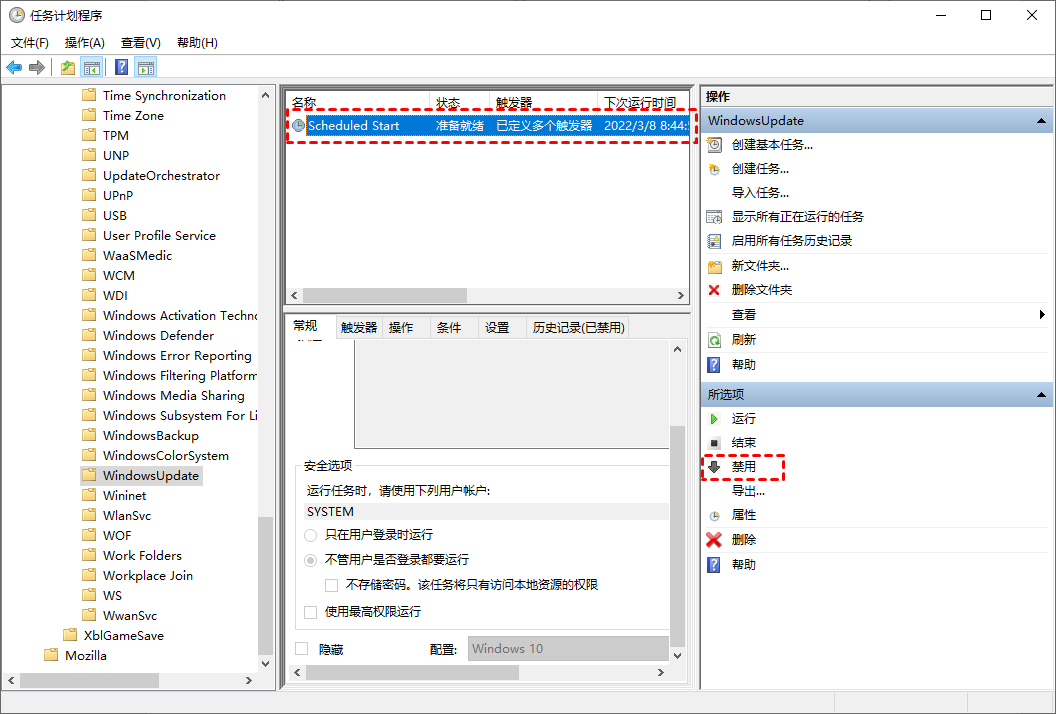 任务计划程序
文件(F) 操作(A) 查看(V) 帮助(H)
Time Synchronization
Time Zone
TPM
UNP
UpdateOrchestrator
UPnP
USB
User Profile Service
WaaSMedic
WCM
WDI
Windows Activation Techno
Windows Defender
Windows Error Reporting
Windows Filtering Platform
Windows Media Sharing
Windows Subsystem For Li
WindowsBackup
WindowsColorSystem
WindowsUpdate
Wininet
WlanSvc
WOF
Work Folders
Workplace Join
WS
WwanSvc
XblGameSave
Mozilla
名称 状态 触发器 下次运行时间
Scheduled Start 准备就绪 已定义多个触发器 2022/3/8 8:44:
常规 触发器 操作 条件 设置 历史记录(已禁用)
安全选项
运行任务时，请使用下列用户帐户:
SYSTEM
只在用户登录时运行
不管用户是否登录都要运行
不存储密码。该任务将只有访问本地资源的权限
使用最高权限运行
隐藏 配置: Windows 10
操作
WindowsUpdate
创建基本任务...
创建任务...
导入任务...
显示所有正在运行的任务
启用所有任务历史记录
新文件夹...
删除文件夹
查看
刷新
帮助
所选项
运行
结束
禁用
导出...
属性
删除
帮助